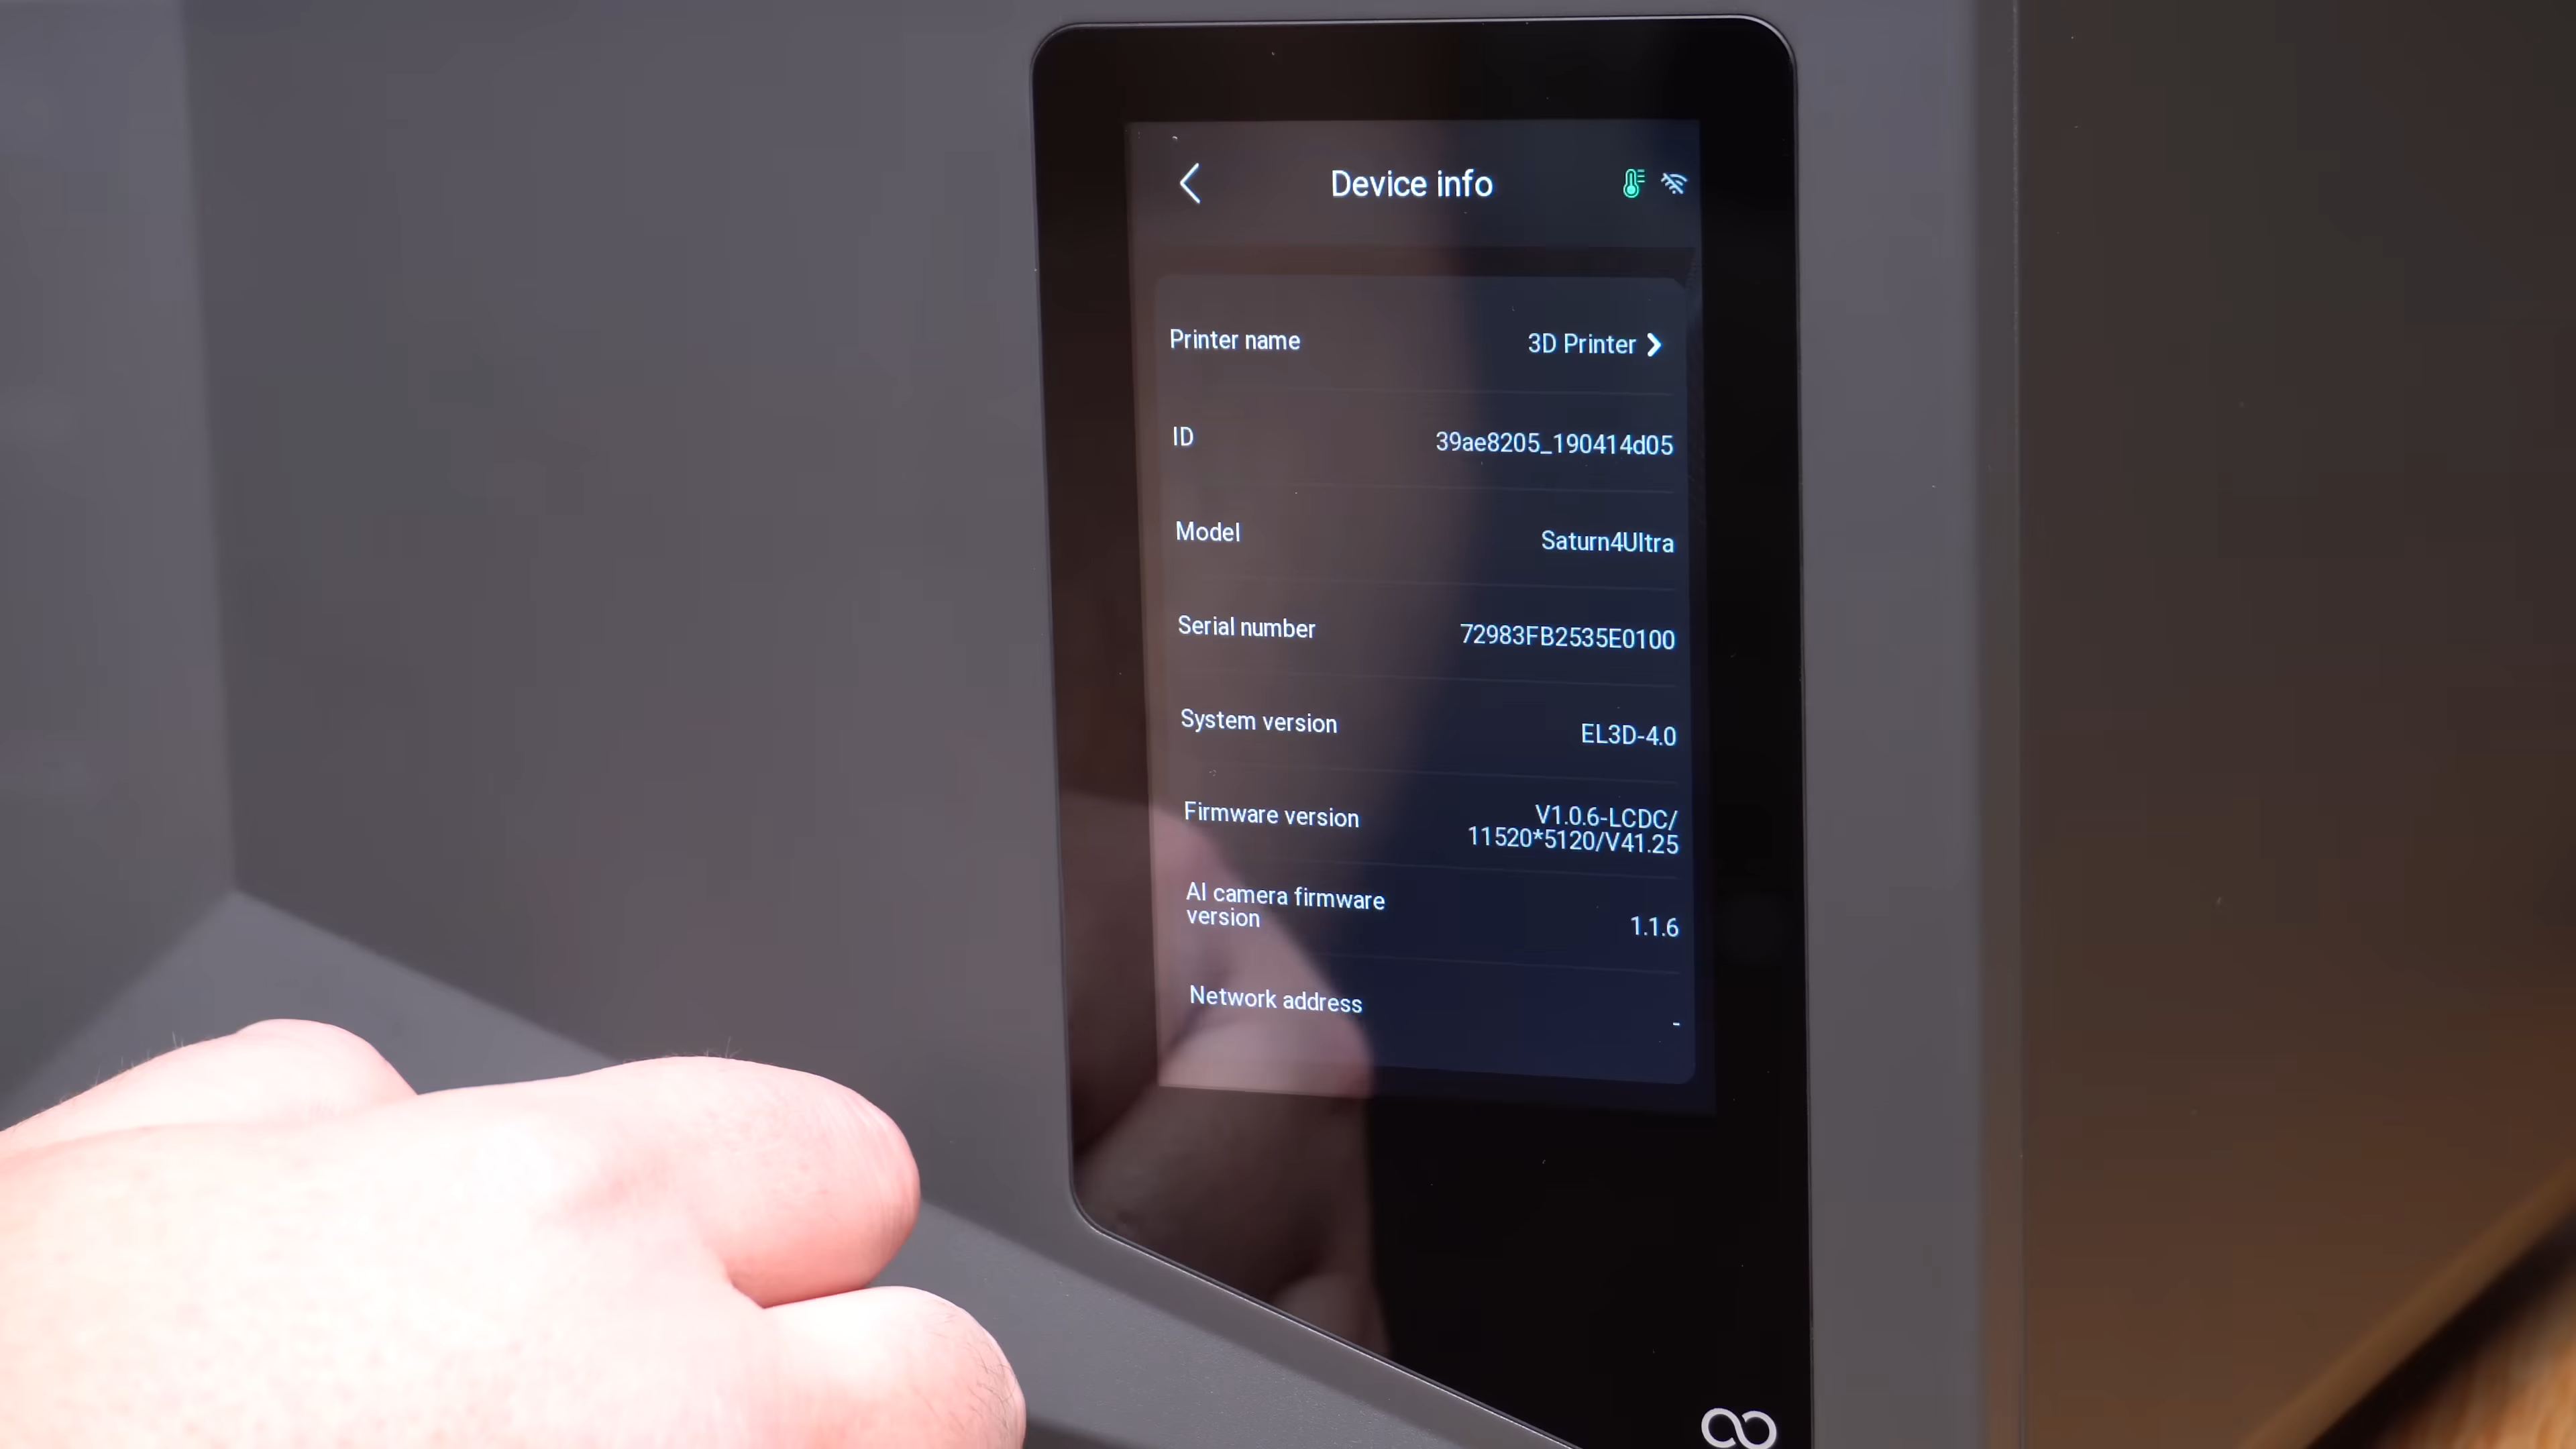 Device info
Printer name
3D Printer
ID
39ae8205_190414d05
Model
Saturn4Ultra
Serial number
72983FB2535E0100
System version
EL3D-4.0
Firmware version
V1.0.6-LCDC/
11520*5120/V41.25
AI camera firmware
version
1.1.6
Network address
-